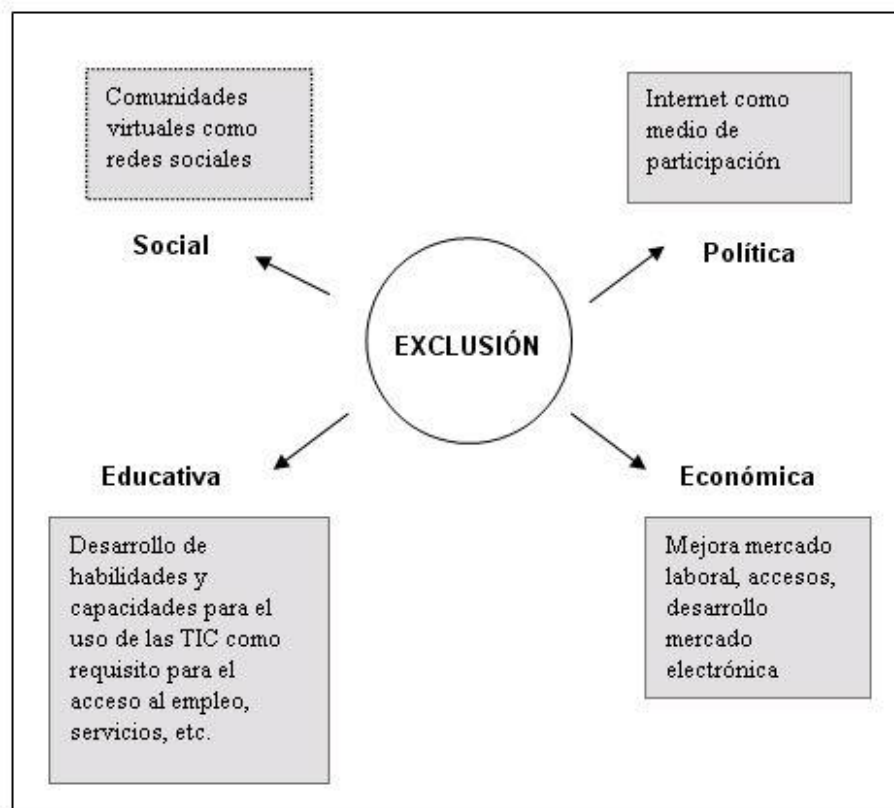 Comunidades
virtuales como
redes sociales
Internet como
medio de
participación
Social
Política
EXCLUSIÓN
Educativa
Económica
Desarrollo de
habilidades y
capacidades para el
uso de las TIC como
requisito para el
acceso al empleo,
servicios, etc.
Mejora mercado
laboral, accesos,
desarrollo
mercado
electrónica